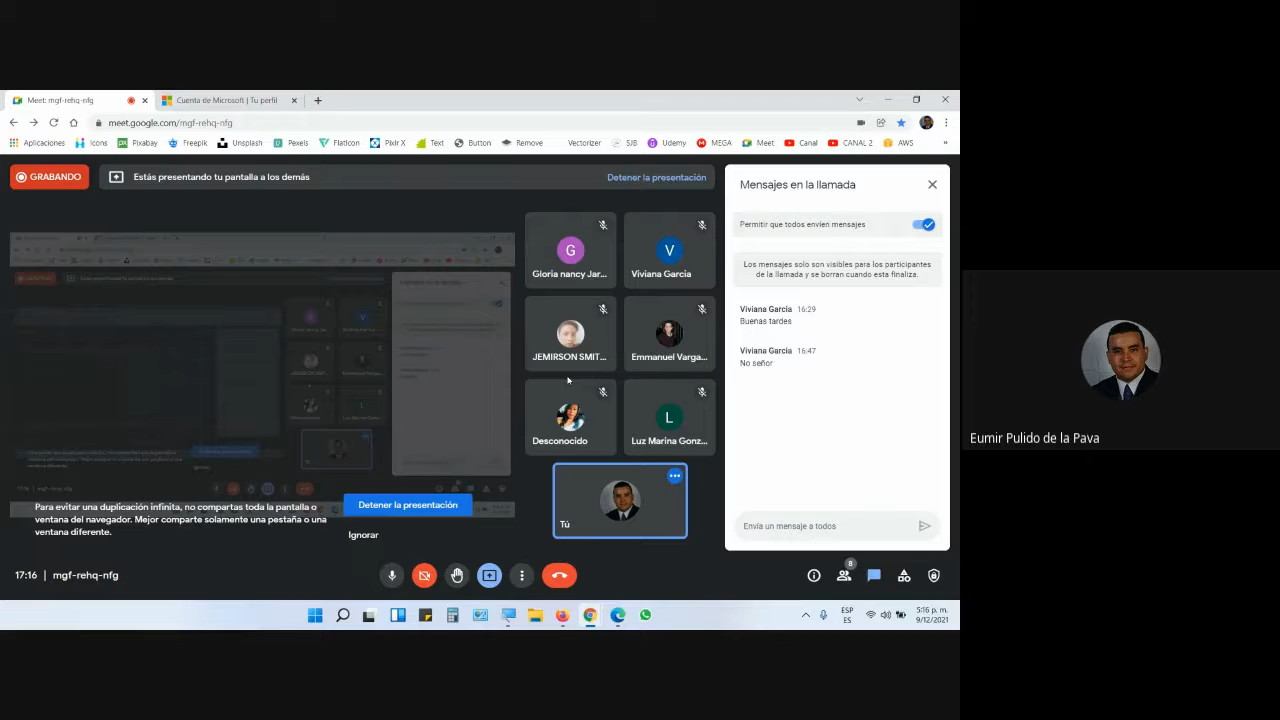 Meet: mgf-rehq-nfg
Cuenta de Microsoft | Tu perfil
meet.google.com/mgf-rehq-nfg
Aplicaciones Icons Pixabay Freepik Unsplash Pexels Flaticon Pixlr X Text Button Remove Vectorizer SJB Udemy MEGA Meet Canal CANAL 2 AWS »
GRABANDO
Estás presentando tu pantalla a los demás
Detener la presentación
Mensajes en la llamada
Permitir que todos envíen mensajes
Los mensajes solo son visibles para los participantes
de la llamada y se borran cuando esta finaliza.
Viviana Garcia 16:29
Buenas tardes
Viviana Garcia 16:47
No señor
Envía un mensaje a todos
G
Gloria nancy Jar...
V
Viviana Garcia
JEMIRSON SMIT...
Emmanuel Varga...
Desconocido
L
Luz Marina Gonz...
Tú
Para evitar una duplicación infinita, no compartas toda la pantalla o
ventana del navegador. Mejor comparte solamente una pestaña o una
ventana diferente.
Detener la presentación
Ignorar
17:16 | mgf-rehq-nfg
8
ESP
ES
5:16 p. m.
9/12/2021
Eumir Pulido de la Pava